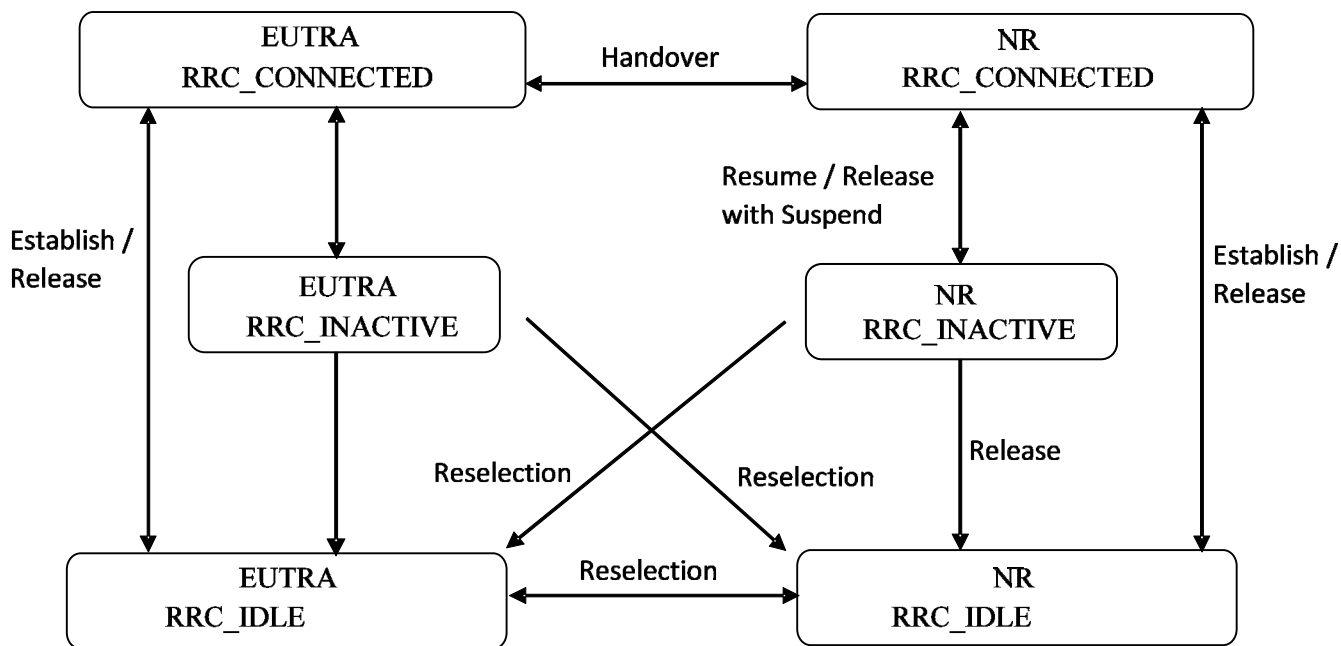 EUTRA
RRC_CONNECTED
Handover
NR
RRC_CONNECTED
Establish /
Release
Resume / Release
with Suspend
Establish /
Release
EUTRA
RRC_INACTIVE
NR
RRC_INACTIVE
Reselection
Reselection
Release
EUTRA
RRC_IDLE
Reselection
NR
RRC_IDLE